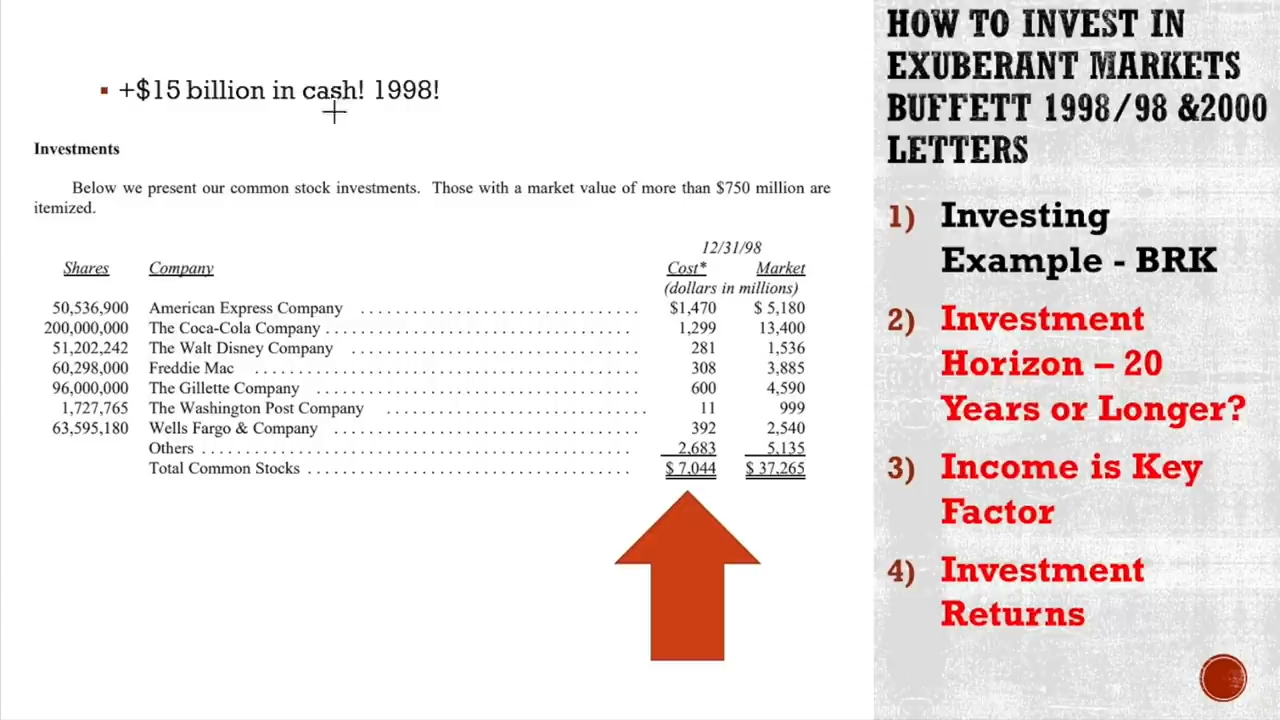 +$15 billion in cash! 1998!
Investments
Below we present our common stock investments. Those with a market value of more than $750 million are
itemized.
12/31/98
Shares Company Cost* Market
(dollars in millions)
50,536,900 American Express Company . . . . . . . . . . . . . . . . . . . . . . . . . . . . . . $1,470 $ 5,180
200,000,000 The Coca-Cola Company . . . . . . . . . . . . . . . . . . . . . . . . . . . . . . . . 1,299 13,400
51,202,242 The Walt Disney Company . . . . . . . . . . . . . . . . . . . . . . . . . . . . . . . 281 1,536
60,298,000 Freddie Mac . . . . . . . . . . . . . . . . . . . . . . . . . . . . . . . . . . . . . . . . 308 3,885
96,000,000 The Gillette Company . . . . . . . . . . . . . . . . . . . . . . . . . . . . . . . . . . 600 4,590
1,727,765 The Washington Post Company . . . . . . . . . . . . . . . . . . . . . . . . . . . . 11 999
63,595,180 Wells Fargo & Company . . . . . . . . . . . . . . . . . . . . . . . . . . . . . . . . 392 2,540
Others . . . . . . . . . . . . . . . . . . . . . . . . . . . . . . . . . . . . . . . . . . . . 2,683 5,135
Total Common Stocks . . . . . . . . . . . . . . . . . . . . . . . . . . . . . . . . . $ 7,044 $ 37,265
HOW TO INVEST IN
EXUBERANT MARKETS
BUFFETT 1998/98 &2000
LETTERS
1) Investing
Example - BRK
2) Investment
Horizon – 20
Years or Longer?
3) Income is Key
Factor
4) Investment
Returns